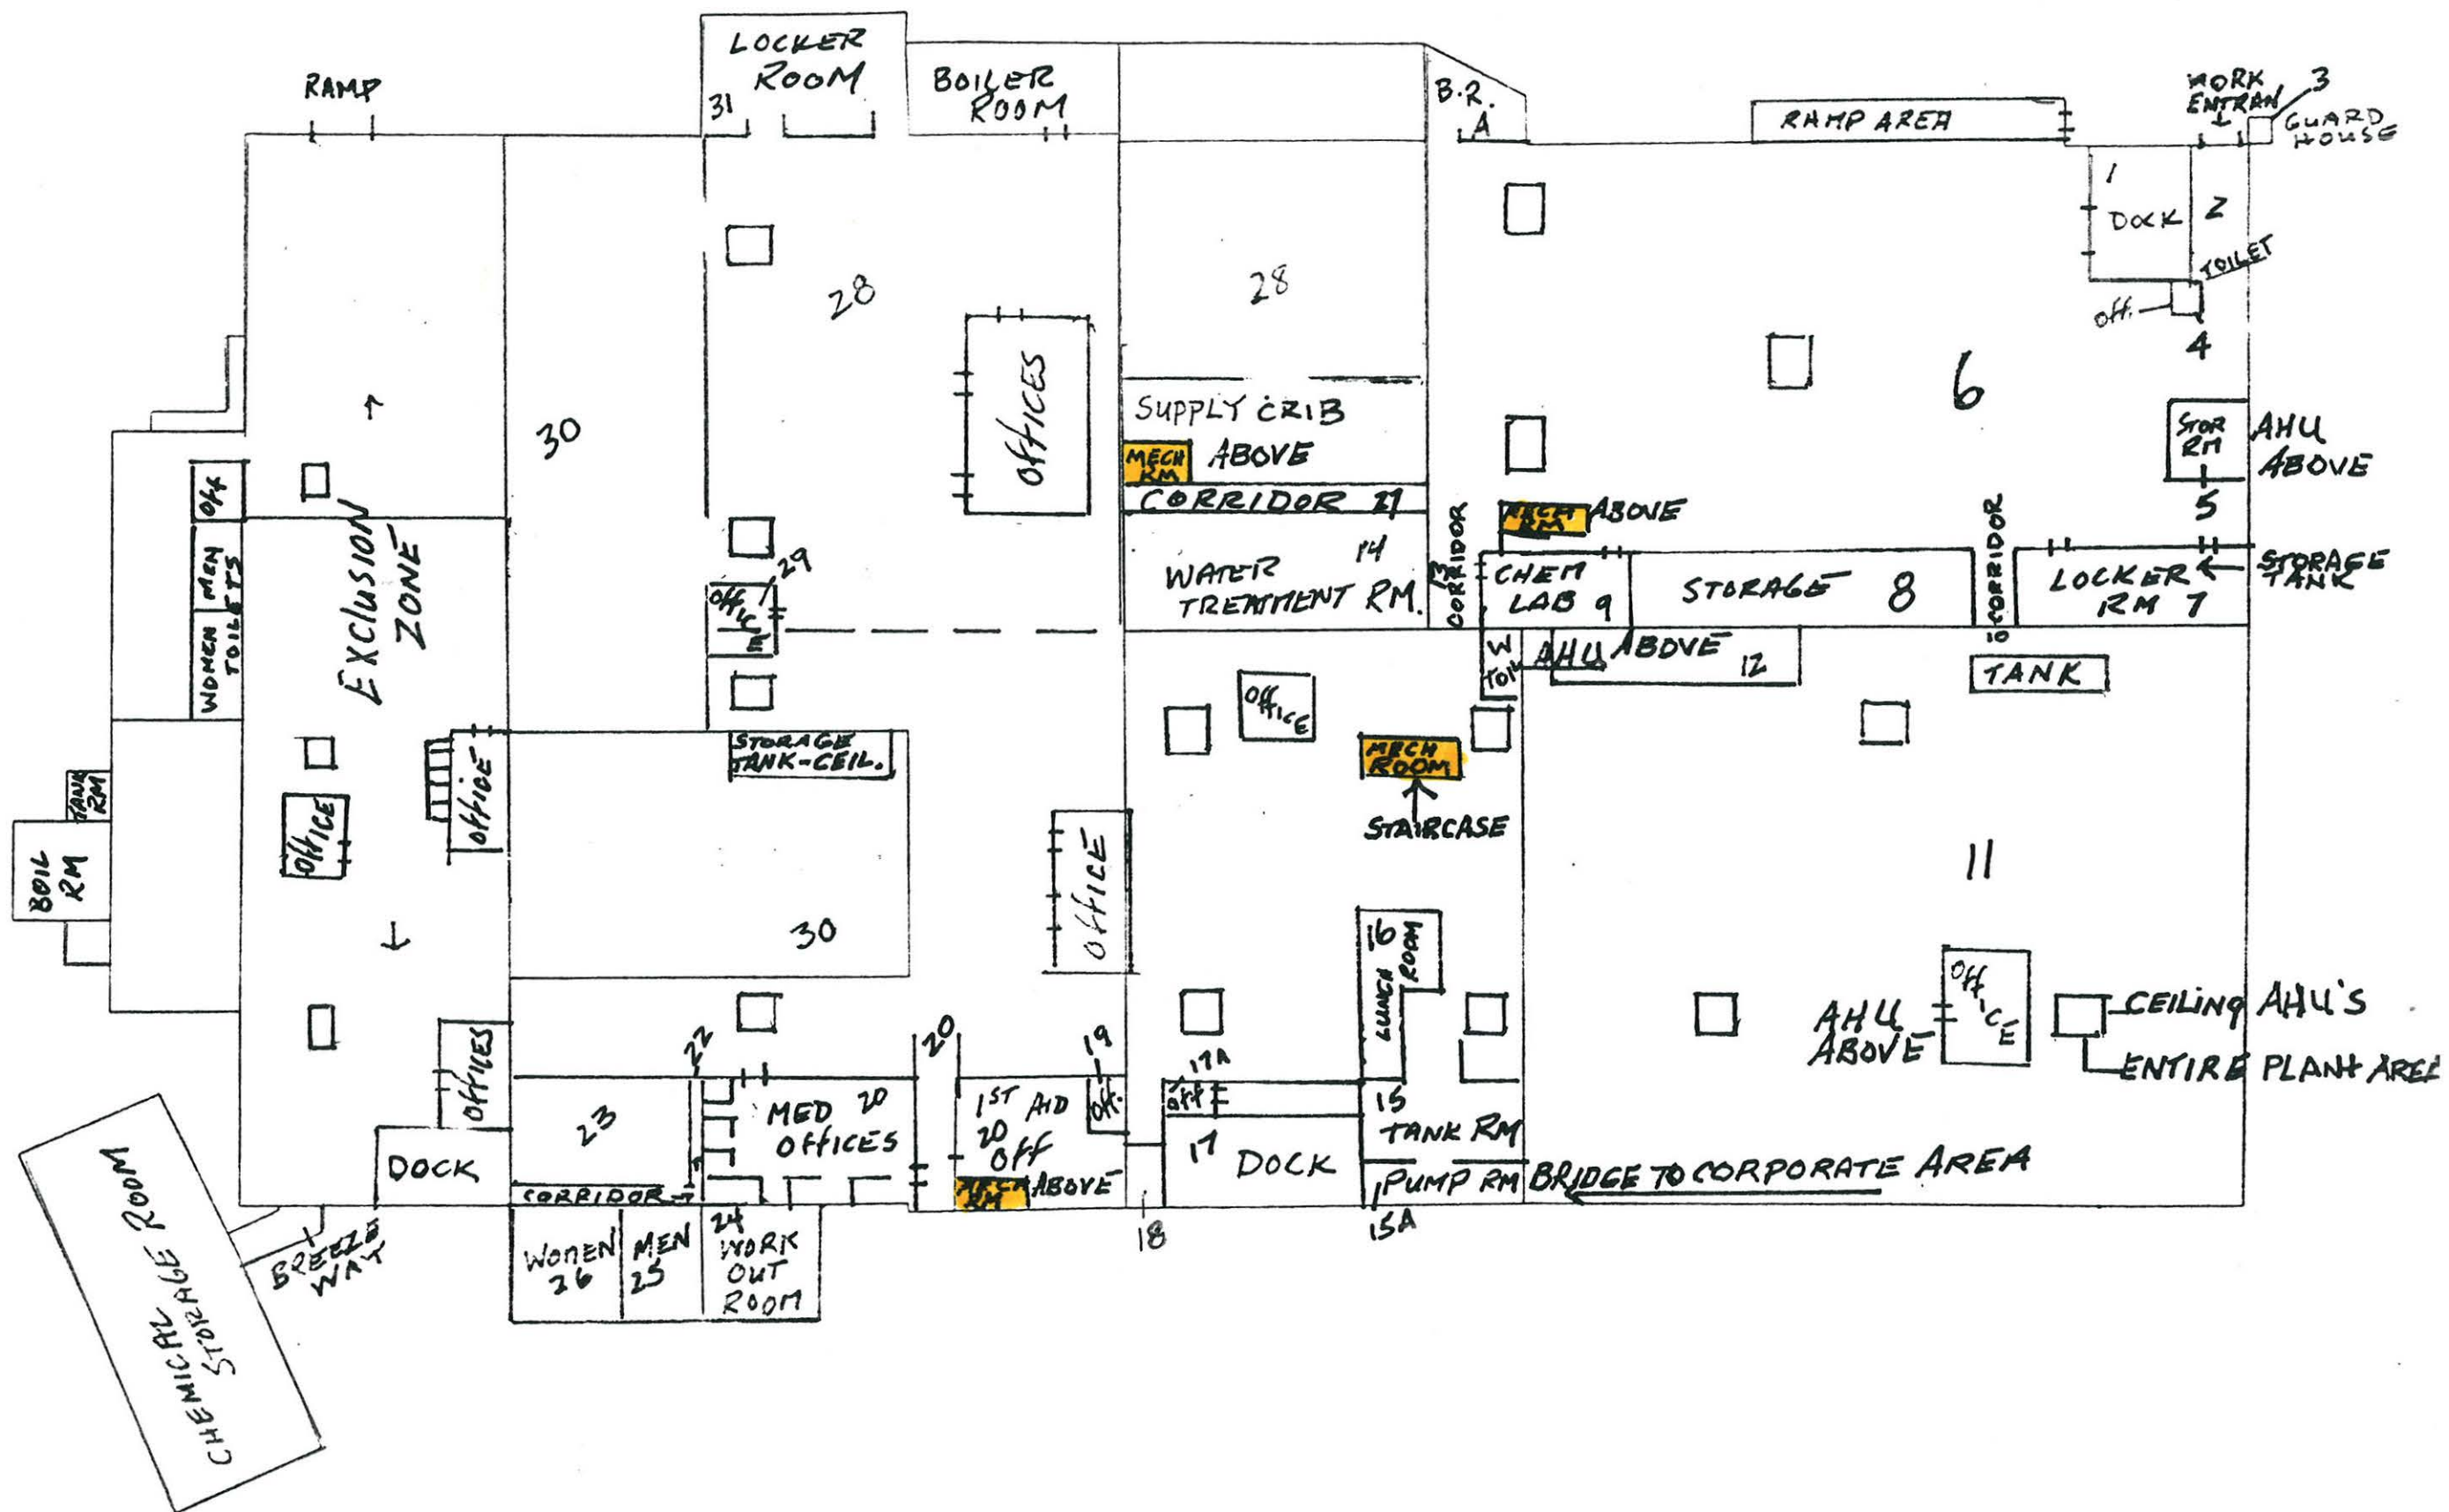 LOCKER
ROOM
31
BOILER
ROOM
RAMP
B.R.
A
RAMP AREA
WORK
ENTRAN
3
GUARD
HOUSE
1
DOCK
2
TOILET
Off.
4
28
28
6
30
OFFICES
SUPPLY CRIB
MECH
RM
ABOVE
CORRIDOR 27
STOR
RM
AHU
ABOVE
5
Off
MEN
WOMEN
TOILETS
EXCLUSION
ZONE
29
OFFICE
WATER 14
TREATMENT RM.
13
CORRIDOR
MECH
RM
ABOVE
CHEM
LAB 9
STORAGE 8
CORRIDOR
10
LOCKER
RM 7
STORAGE
TANK
W
TOI
AHU ABOVE 12
TANK
OFFICE
MECH
ROOM
STAIRCASE
STORAGE
TANK-CEIL.
OFFICE
OFFICE
TANK
RM
BOIL
RM
30
OFFICE
11
16
LUNCH
ROOM
OFFICE
AHU
ABOVE
CEILING AHU'S
ENTIRE PLANT AREA
OFFICES
22
20
19
17A
23
MED 20
OFFICES
1ST AID
20
Off
Off.
Off
15
TANK RM
DOCK
17 DOCK
CORRIDOR
MECH
RM
ABOVE
PUMP RM
BRIDGE TO CORPORATE AREA
15A
18
WOMEN
26
MEN
25
24
WORK
OUT
ROOM
BREEZE
WAY
CHEMICAL
STORAGE ROOM